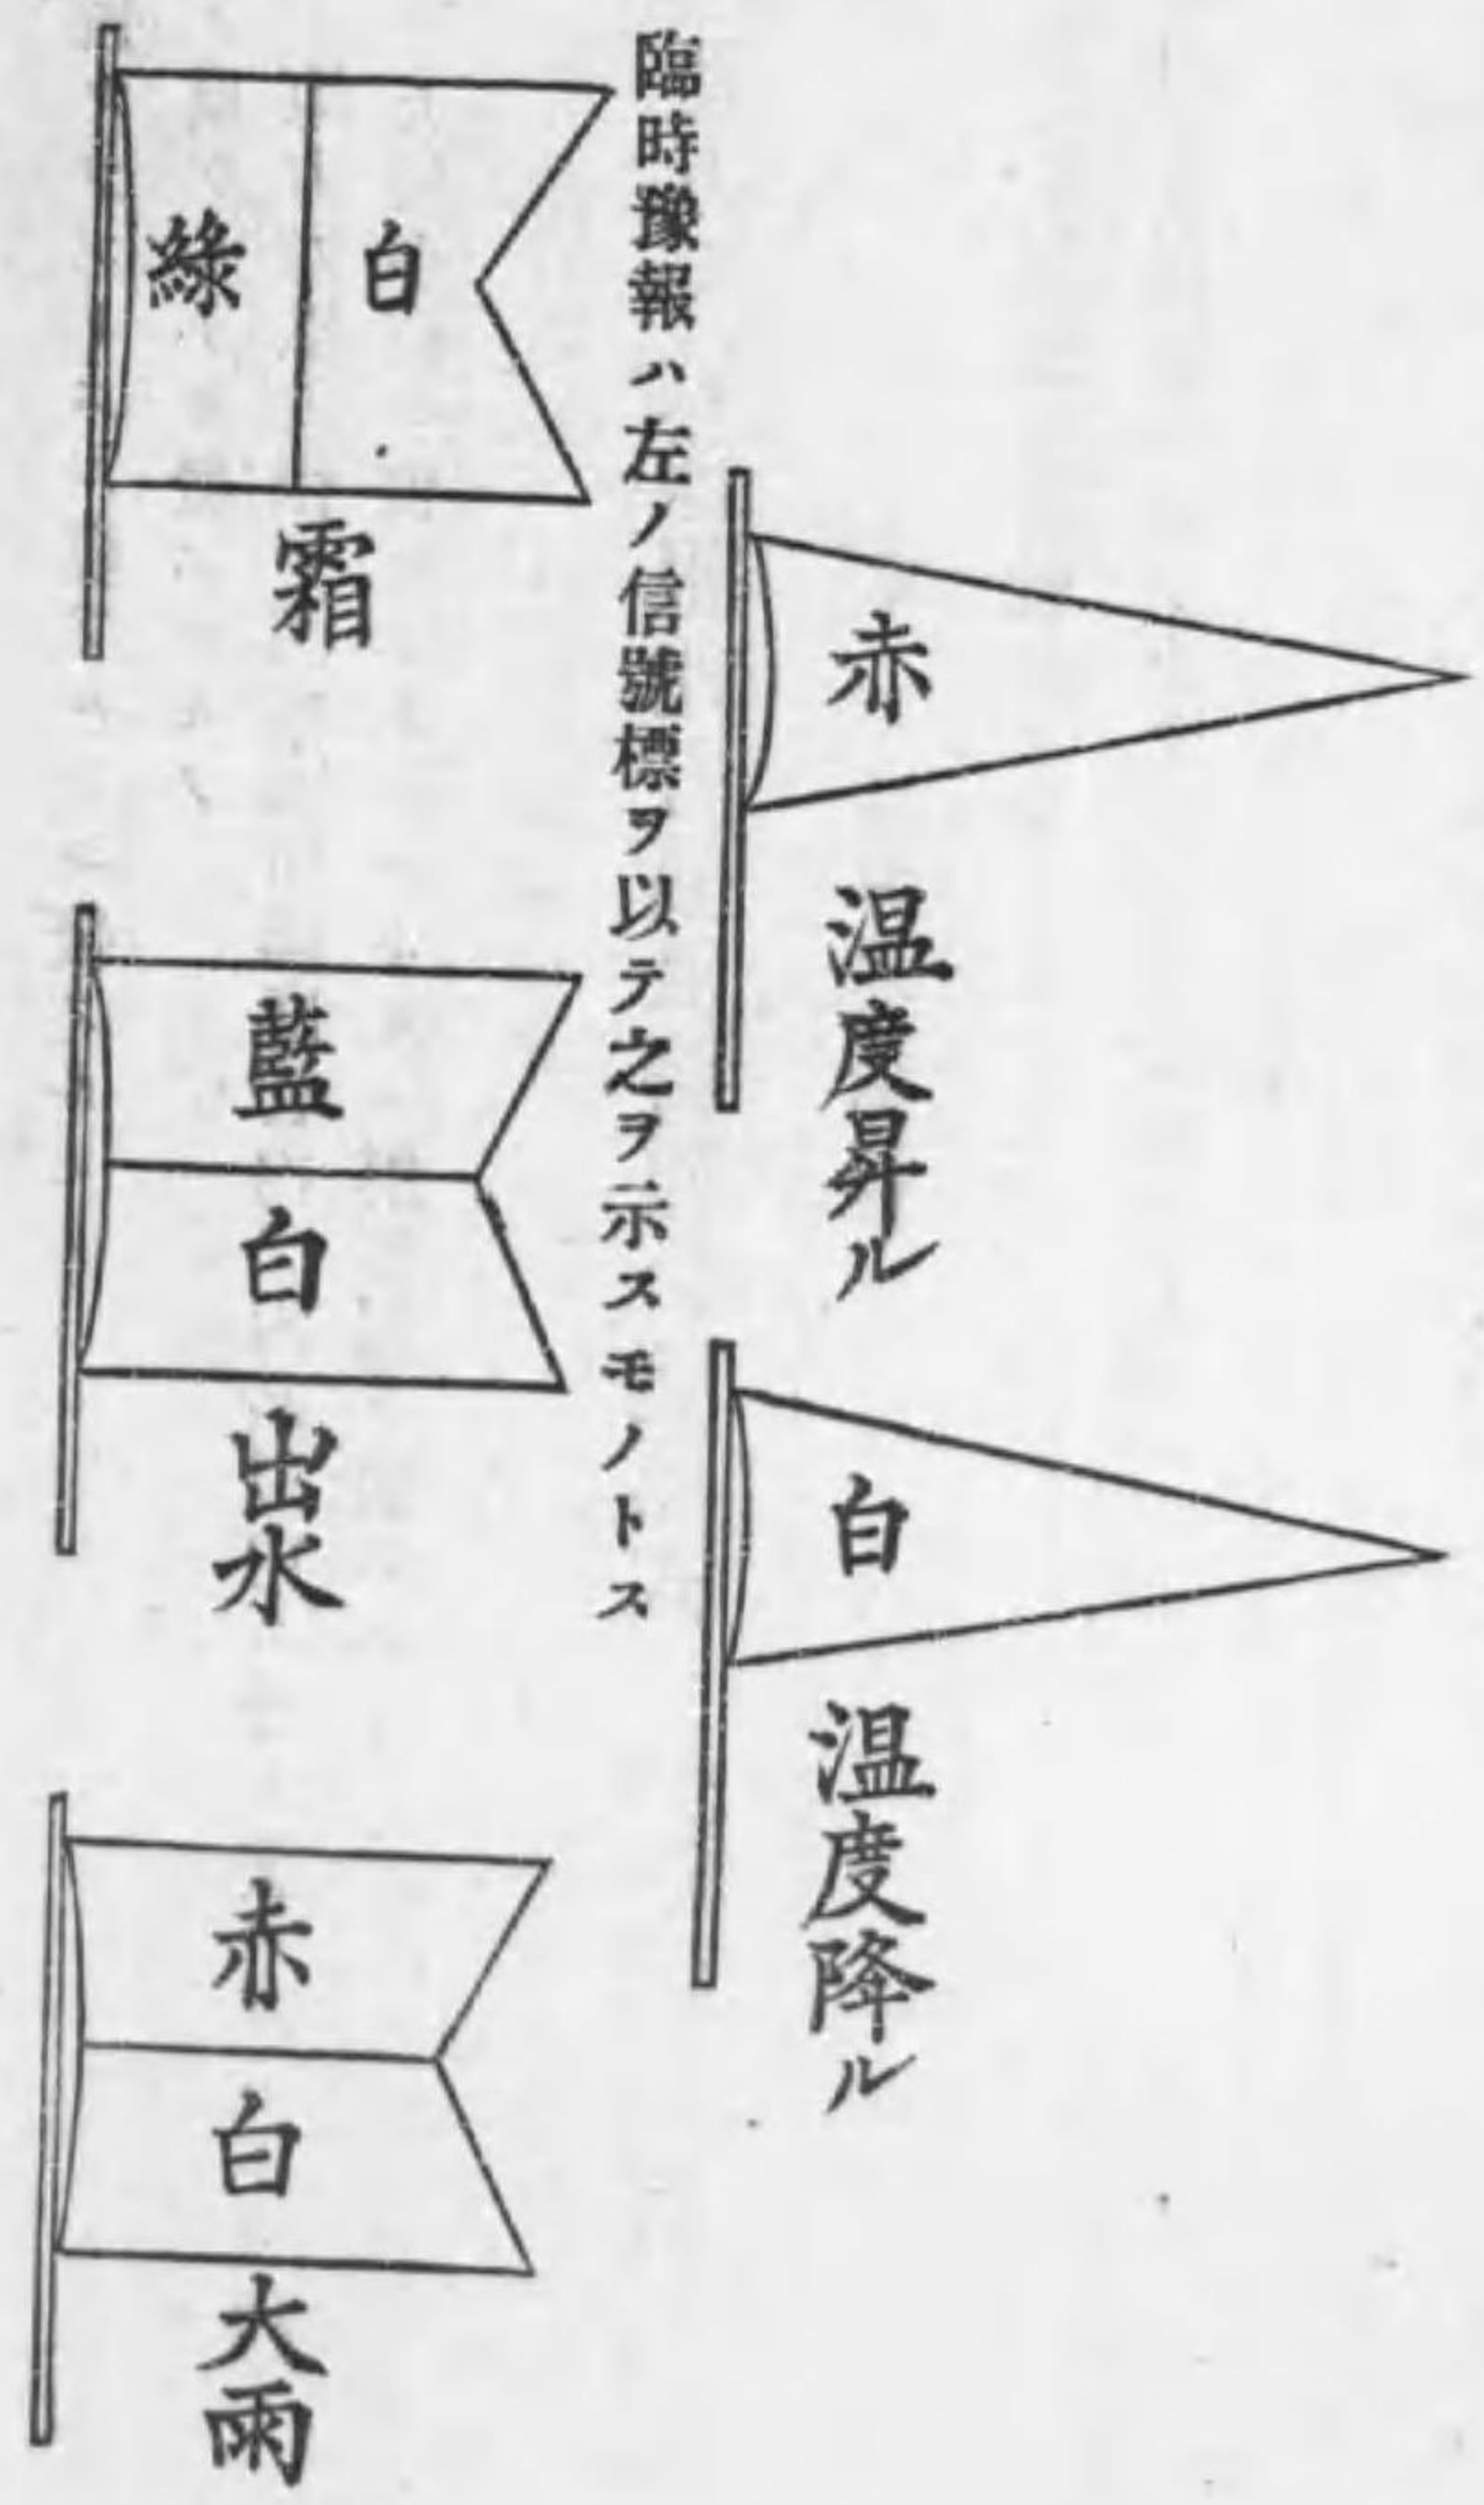 赤
温度昇ル
白
温度降ル
臨時豫報ハ左ノ信號標ヲ以テ之ヲ示スモノトス
綠
白
霜
藍
白
出水
赤
白
大雨